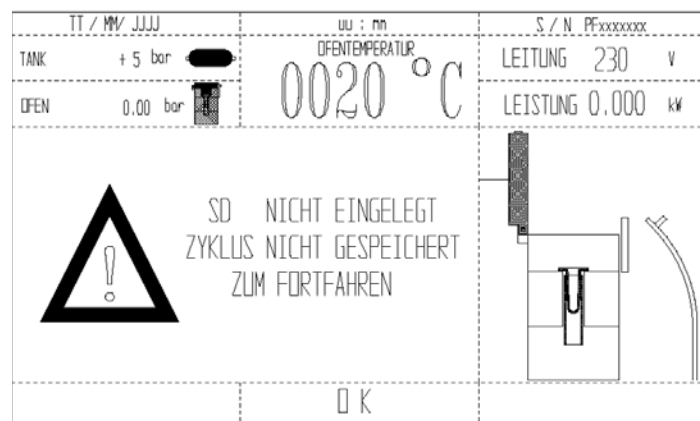 TT / MM/ JJJJ
uu : mn
S / N PFxxxxxxx
TANK + 5 bar
OFENTEMPERATUR
0020 °C
LEITUNG 230 V
OFEN 0.00 bar
LEISTUNG 0.000 kW
SD NICHT EINGELEGT
ZYKLUS NICHT GESPEICHERT
ZUM FORTFAHREN
!
OK